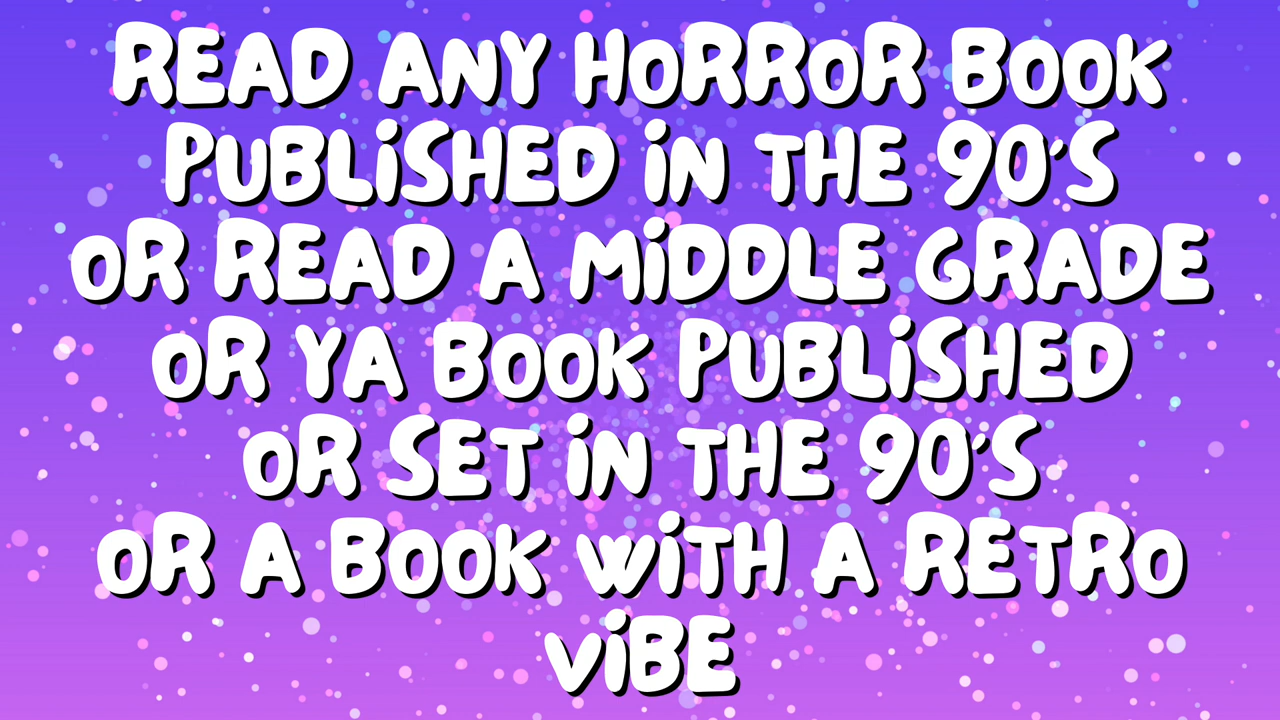 READ ANY HORROR BOOK
PUBLiSHED iN THE 90'S
OR READ A MiDDLE GRADE
OR YA BOOK PUBLiSHED
OR SET iN THE 90'S
OR A BOOK WiTH A RETRO
ViBE